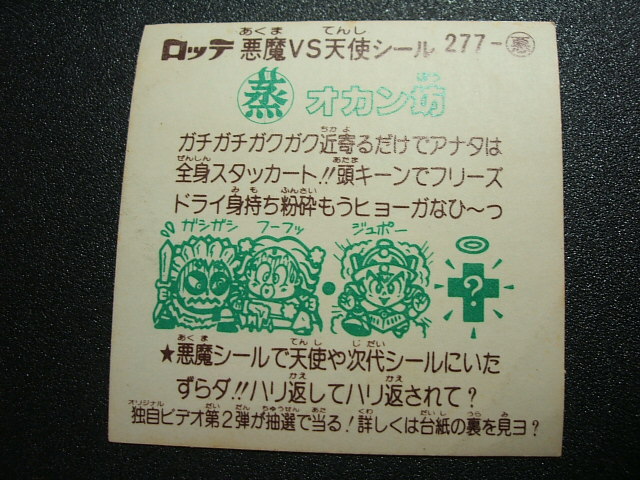 ロッテ 悪魔VS天使シール 277-悪
蒸 オカン坊
ガチガチガクガク近寄るだけでアナタは
全身スタッカート!!頭キーンでフリーズ
ドライ身持ち粉砕もうヒョーガなひ〜っ
ガシガシ フーフッ ジュポー
?
★悪魔シールで天使や次代シールにいた
ずらダ!!ハリ返してハリ返されて?
独自ビデオ第2弾が抽選で当る!詳しくは台紙の裏を見ヨ?